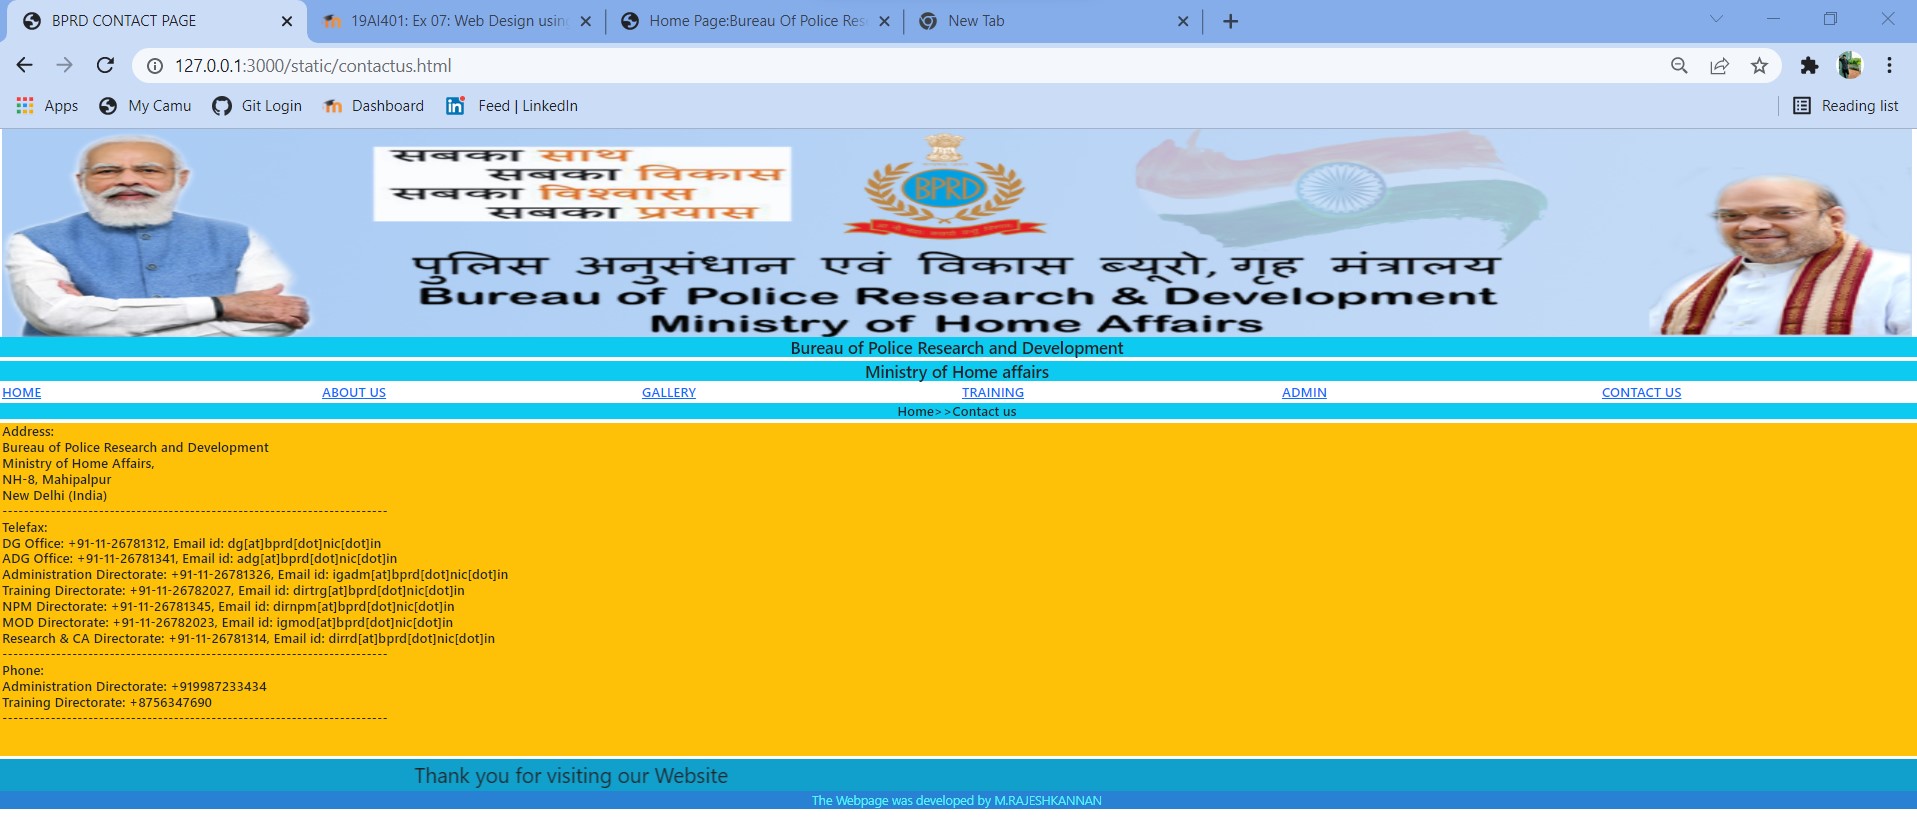 BPRD CONTACT PAGE
19AI401: Ex 07: Web Design using
Home Page:Bureau Of Police Res
New Tab
127.0.0.1:3000/static/contactus.html
Apps
My Camu
Git Login
Dashboard
Feed | LinkedIn
Reading list
सबका साथ
सबका विकास
सबका विश्वास
सबका प्रयास
BPRD
पुलिस अनुसंधान एवं विकास ब्यूरो, गृह मंत्रालय
Bureau of Police Research & Development
Ministry of Home Affairs
Bureau of Police Research and Development
Ministry of Home affairs
HOME ABOUT US GALLERY TRAINING ADMIN CONTACT US
Home>>Contact us
Address:
Bureau of Police Research and Development
Ministry of Home Affairs,
NH-8, Mahipalpur
New Delhi (India)
------------------------------------------------------------------------
Telefax:
DG Office: +91-11-26781312, Email id: dg[at]bprd[dot]nic[dot]in
ADG Office: +91-11-26781341, Email id: adg[at]bprd[dot]nic[dot]in
Administration Directorate: +91-11-26781326, Email id: igadm[at]bprd[dot]nic[dot]in
Training Directorate: +91-11-26782027, Email id: dirtrg[at]bprd[dot]nic[dot]in
NPM Directorate: +91-11-26781345, Email id: dirnpm[at]bprd[dot]nic[dot]in
MOD Directorate: +91-11-26782023, Email id: igmod[at]bprd[dot]nic[dot]in
Research & CA Directorate: +91-11-26781314, Email id: dirrd[at]bprd[dot]nic[dot]in
------------------------------------------------------------------------
Phone:
Administration Directorate: +919987233434
Training Directorate: +8756347690
------------------------------------------------------------------------
Thank you for visiting our Website
The Webpage was developed by M.RAJESHKANNAN